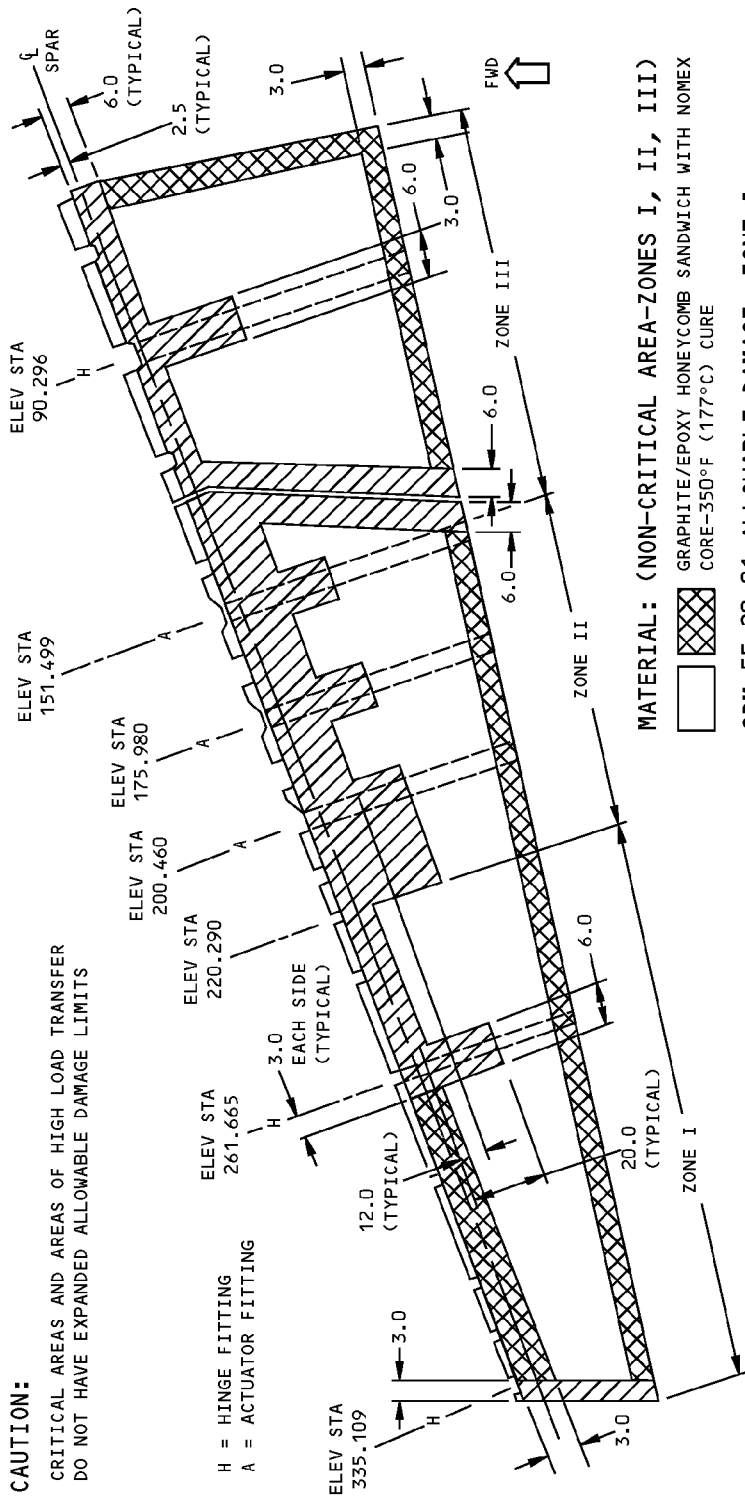 CAUTION:
CRITICAL AREAS AND AREAS OF HIGH LOAD TRANSFER
DO NOT HAVE EXPANDED ALLOWABLE DAMAGE LIMITS
H = HINGE FITTING
A = ACTUATOR FITTING
ELEV STA
335.109
H
3.0
3.0
ELEV STA
261.665
H
3.0
EACH SIDE
(TYPICAL)
12.0
(TYPICAL)
20.0
(TYPICAL)
6.0
ZONE I
ELEV STA
220.290
ELEV STA
200.460
A
ELEV STA
175.980
A
ELEV STA
151.499
A
6.0
6.0
ZONE II
ELEV STA
90.296
H
℄
SPAR
6.0
(TYPICAL)
2.5
(TYPICAL)
3.0
6.0
3.0
ZONE III
FWD
MATERIAL: (NON-CRITICAL AREA-ZONES I, II, III)
GRAPHITE/EPOXY HONEYCOMB SANDWICH WITH NOMEX
CORE-350°F (177°C) CURE